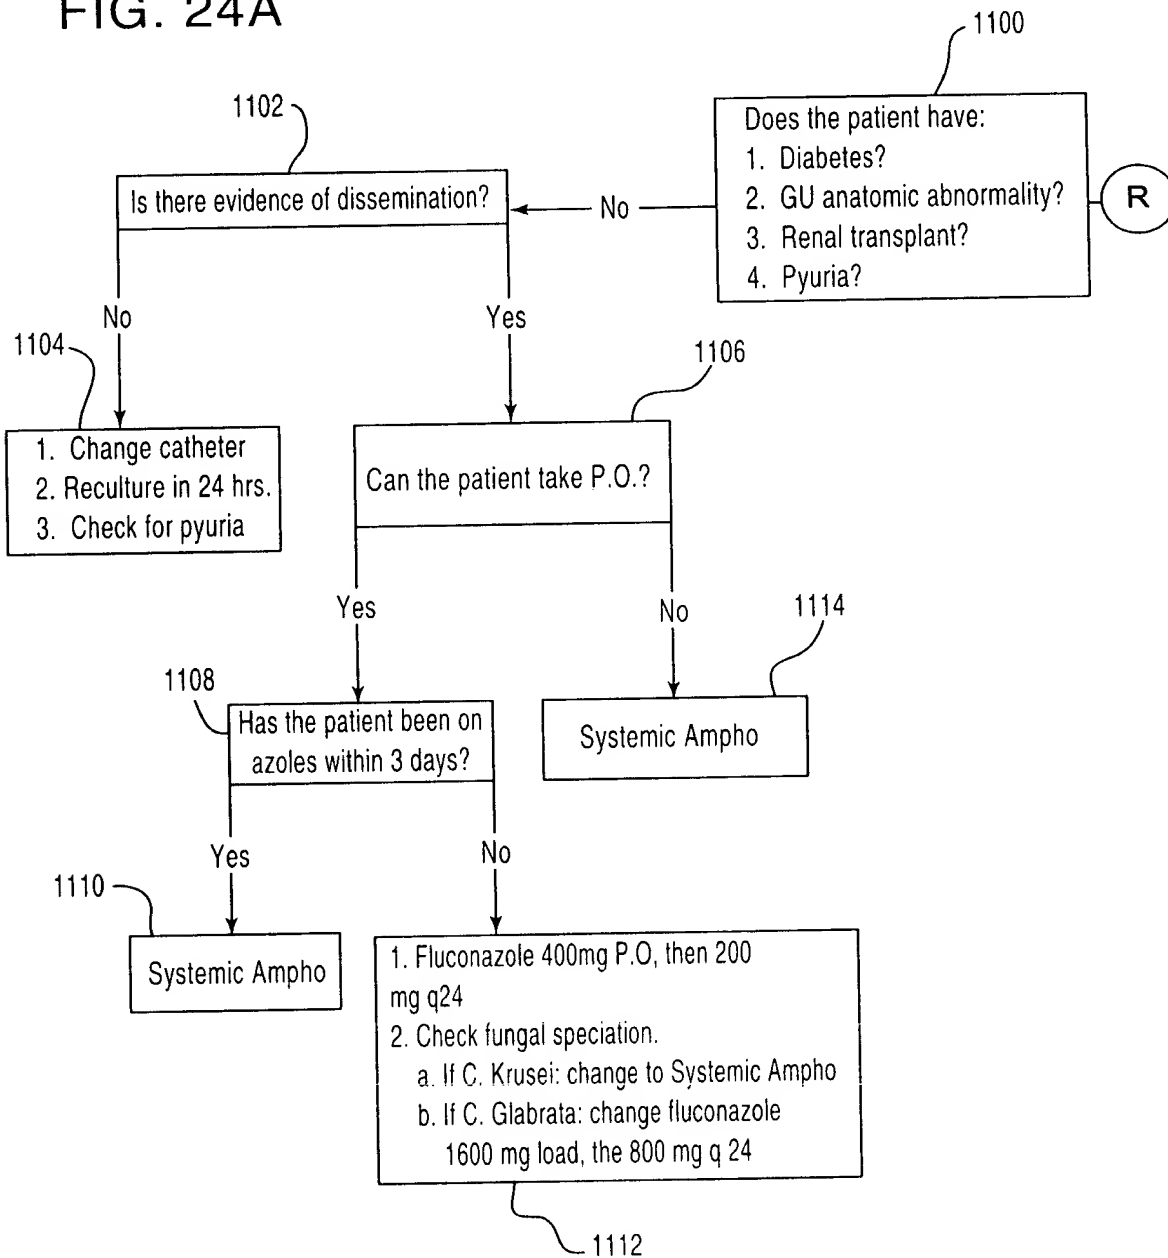 FIG. 24A
1100
1102
Does the patient have:
1. Diabetes?
2. GU anatomic abnormality?
3. Renal transplant?
4. Pyuria?
R
Is there evidence of dissemination?
No
No
Yes
1104
1106
1. Change catheter
2. Reculture in 24 hrs.
3. Check for pyuria
Can the patient take P.O.?
Yes
No
1114
1108
Has the patient been on
azoles within 3 days?
Systemic Ampho
Yes
No
1110
Systemic Ampho
1. Fluconazole 400mg P.O, then 200
mg q24
2. Check fungal speciation.
a. If C. Krusei: change to Systemic Ampho
b. If C. Glabrata: change fluconazole
1600 mg load, the 800 mg q 24
1112